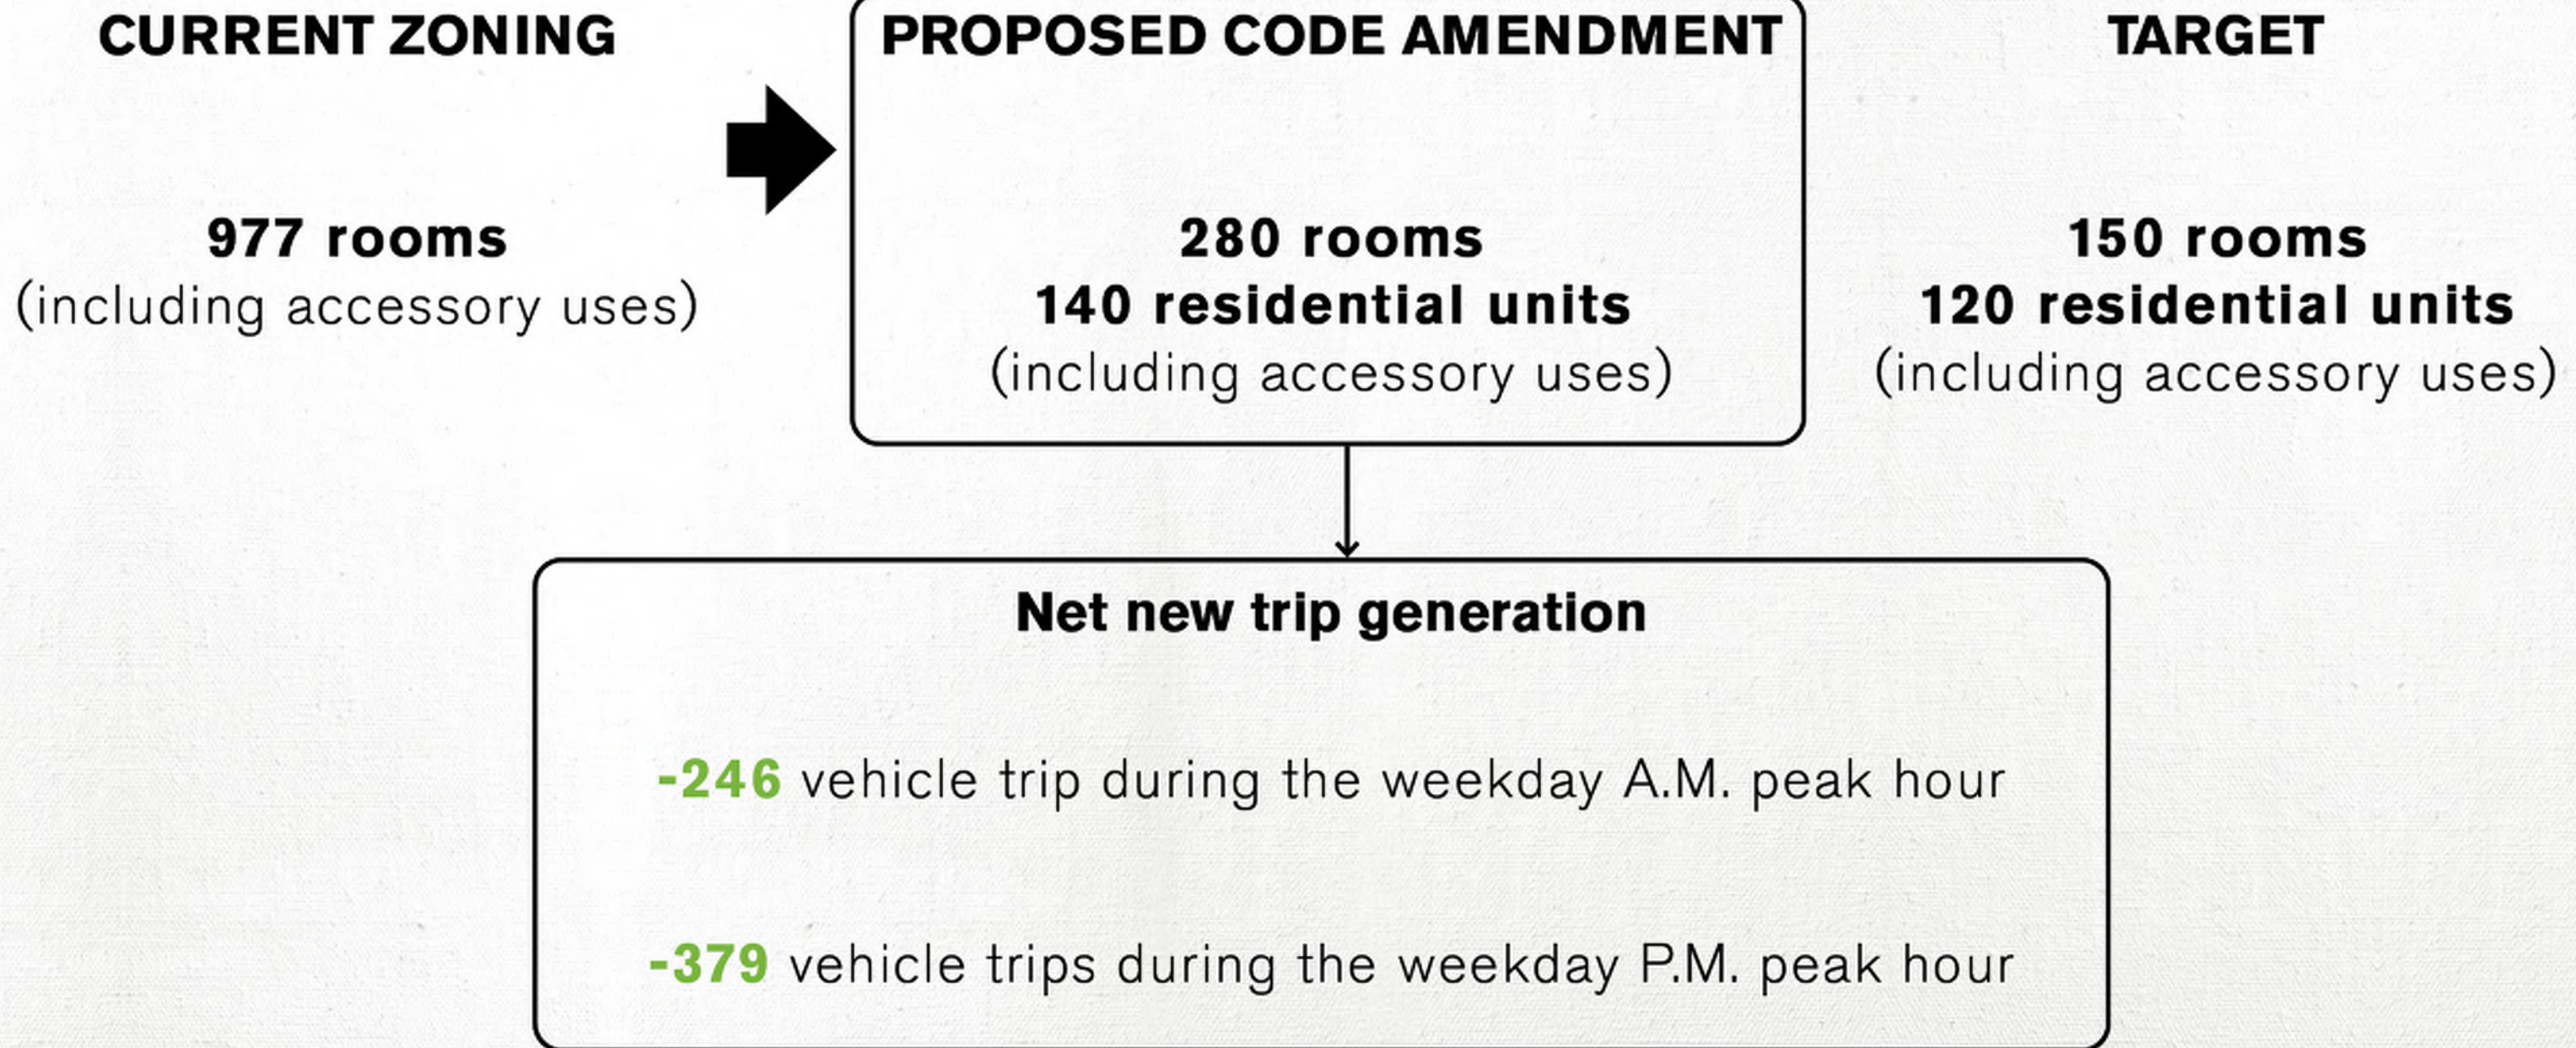 CURRENT ZONING
977 rooms
(including accessory uses)
PROPOSED CODE AMENDMENT
280 rooms
140 residential units
(including accessory uses)
TARGET
150 rooms
120 residential units
(including accessory uses)
Net new trip generation
-246 vehicle trip during the weekday A.M. peak hour
-379 vehicle trips during the weekday P.M. peak hour